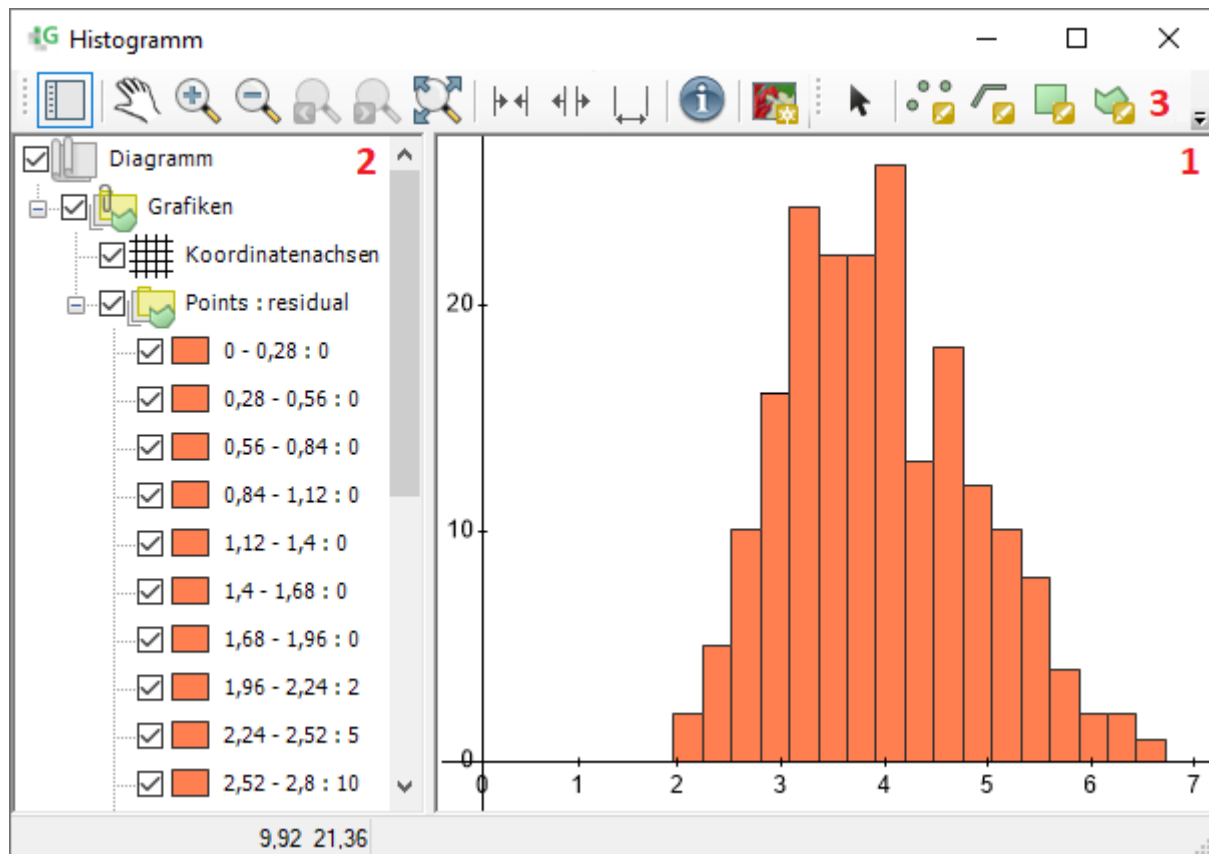 Histogramm
3
Diagramm 2
Grafiken
Koordinatenachsen
Points : residual
0 - 0,28 : 0
0,28 - 0,56 : 0
0,56 - 0,84 : 0
0,84 - 1,12 : 0
1,12 - 1,4 : 0
1,4 - 1,68 : 0
1,68 - 1,96 : 0
1,96 - 2,24 : 2
2,24 - 2,52 : 5
2,52 - 2,8 : 10
1
20
10
0
0 1 2 3 4 5 6 7
9,92 21,36